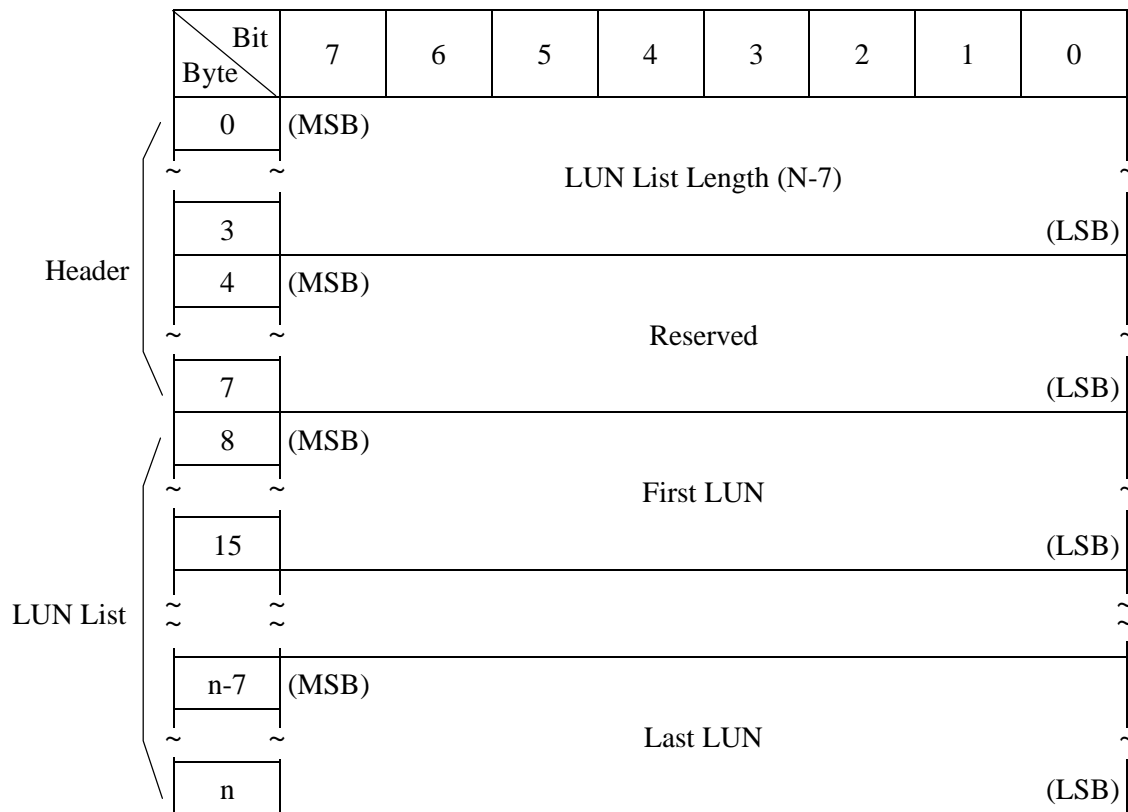 Bit
Byte 7 6 5 4 3 2 1 0
0 (MSB)
~ ~ LUN List Length (N-7) ~
3 (LSB)
Header
4 (MSB)
~ ~ Reserved ~
7 (LSB)
8 (MSB)
~ ~ First LUN ~
15 (LSB)
LUN List
~ ~ ~
~ ~ ~
n-7 (MSB)
~ ~ Last LUN ~
n (LSB)